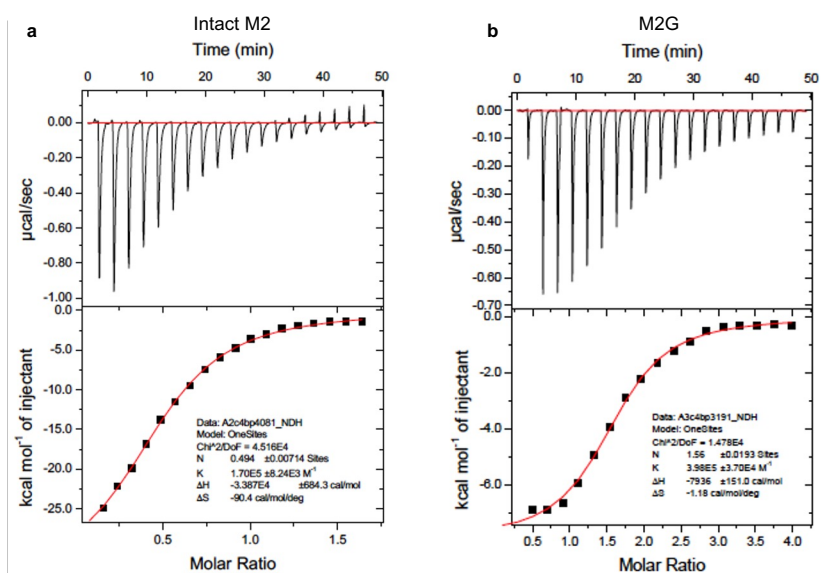 a
Intact M2
Time (min)
0 10 20 30 40 50
0.00
-0.20
-0.40
-0.60
-0.80
-1.00
µcal/sec
0.0
-5.0
-10.0
-15.0
-20.0
-25.0
kcal mol⁻¹ of injectant
Data: A2c4bp4081_NDH
Model: OneSites
Chi^2/DoF = 4.516E4
N 0.494 ±0.00714 Sites
K 1.70E5 ±8.24E3 M⁻¹
ΔH -3.387E4 ±684.3 cal/mol
ΔS -90.4 cal/mol/deg
0.5 1.0 1.5
Molar Ratio
b
M2G
Time (min)
0 10 20 30 40 50
0.00
-0.10
-0.20
-0.30
-0.40
-0.50
-0.60
-0.70
µcal/sec
0.0
-2.0
-4.0
-6.0
kcal mol⁻¹ of injectant
Data: A3c4bp3191_NDH
Model: OneSites
Chi^2/DoF = 1.478E4
N 1.56 ±0.0193 Sites
K 3.98E5 ±3.70E4 M⁻¹
ΔH -7936 ±151.0 cal/mol
ΔS -1.18 cal/mol/deg
0.5 1.0 1.5 2.0 2.5 3.0 3.5 4.0
Molar Ratio